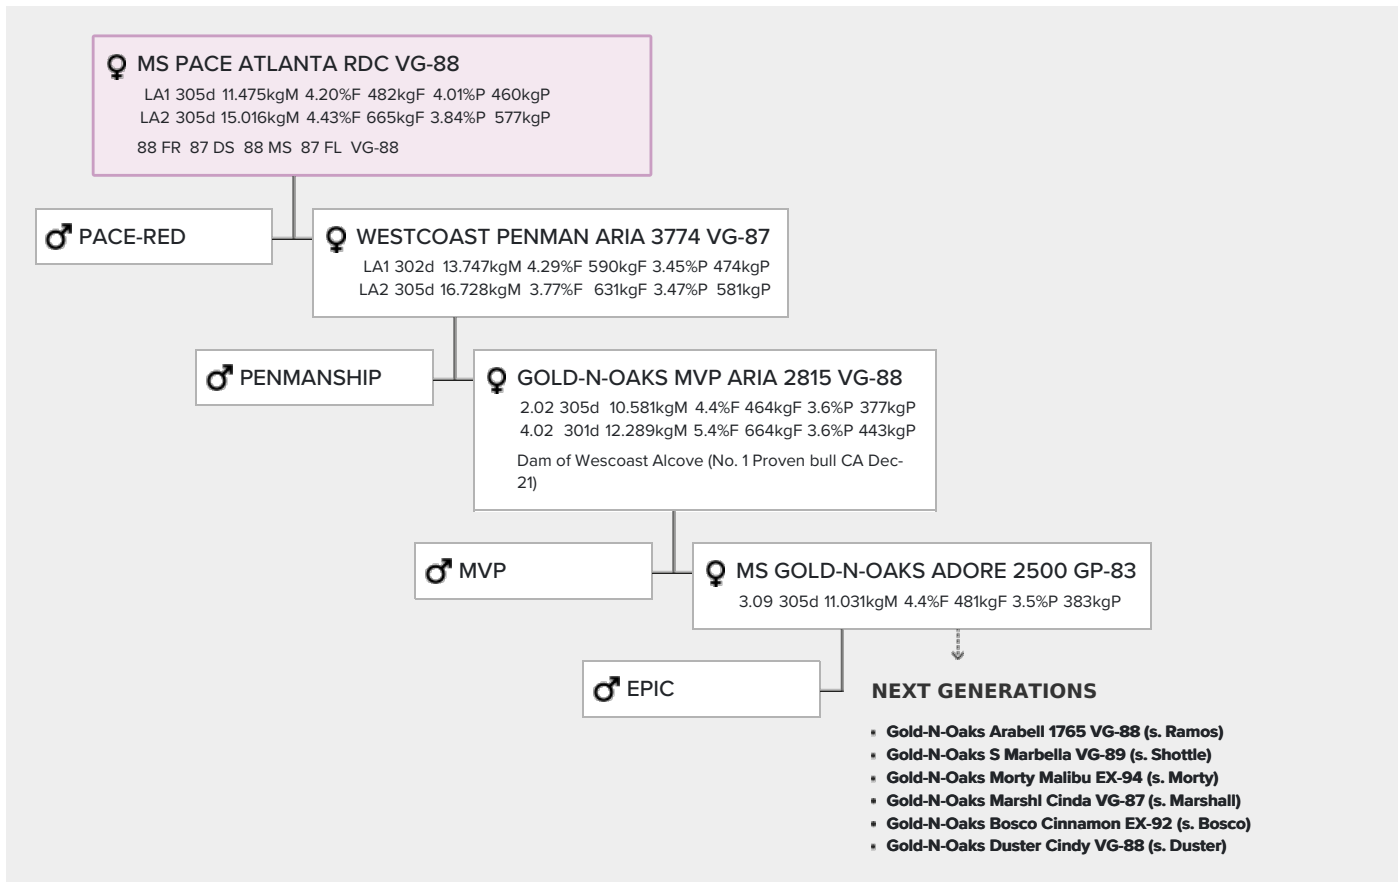 MS PACE ATLANTA RDC VG-88
LA1 305d 11.475kgM 4.20%F 482kgF 4.01%P 460kgP
LA2 305d 15.016kgM 4.43%F 665kgF 3.84%P 577kgP
88 FR 87 DS 88 MS 87 FL VG-88
PACE-RED
WESTCOAST PENMAN ARIA 3774 VG-87
LA1 302d 13.747kgM 4.29%F 590kgF 3.45%P 474kgP
LA2 305d 16.728kgM 3.77%F 631kgF 3.47%P 581kgP
PENMANSHIP
GOLD-N-OAKS MVP ARIA 2815 VG-88
2.02 305d 10.581kgM 4.4%F 464kgF 3.6%P 377kgP
4.02 301d 12.289kgM 5.4%F 664kgF 3.6%P 443kgP
Dam of Wescoast Alcove (No. 1 Proven bull CA Dec-
21)
MVP
MS GOLD-N-OAKS ADORE 2500 GP-83
3.09 305d 11.031kgM 4.4%F 481kgF 3.5%P 383kgP
EPIC
NEXT GENERATIONS
Gold-N-Oaks Arabell 1765 VG-88 (s. Ramos)
Gold-N-Oaks S Marbella VG-89 (s. Shottle)
Gold-N-Oaks Morty Malibu EX-94 (s. Morty)
Gold-N-Oaks Marshl Cinda VG-87 (s. Marshall)
Gold-N-Oaks Bosco Cinnamon EX-92 (s. Bosco)
Gold-N-Oaks Duster Cindy VG-88 (s. Duster)